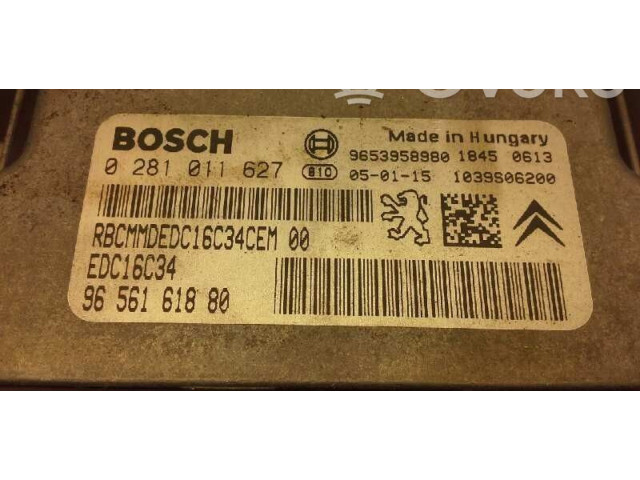 BOSCH
Made in Hungary
0 281 011 627
9653958980 1845 0613
810 05-01-15 1039S06200
RBCMMDEDC16C34CEM 00
EDC16C34
96 561 618 80